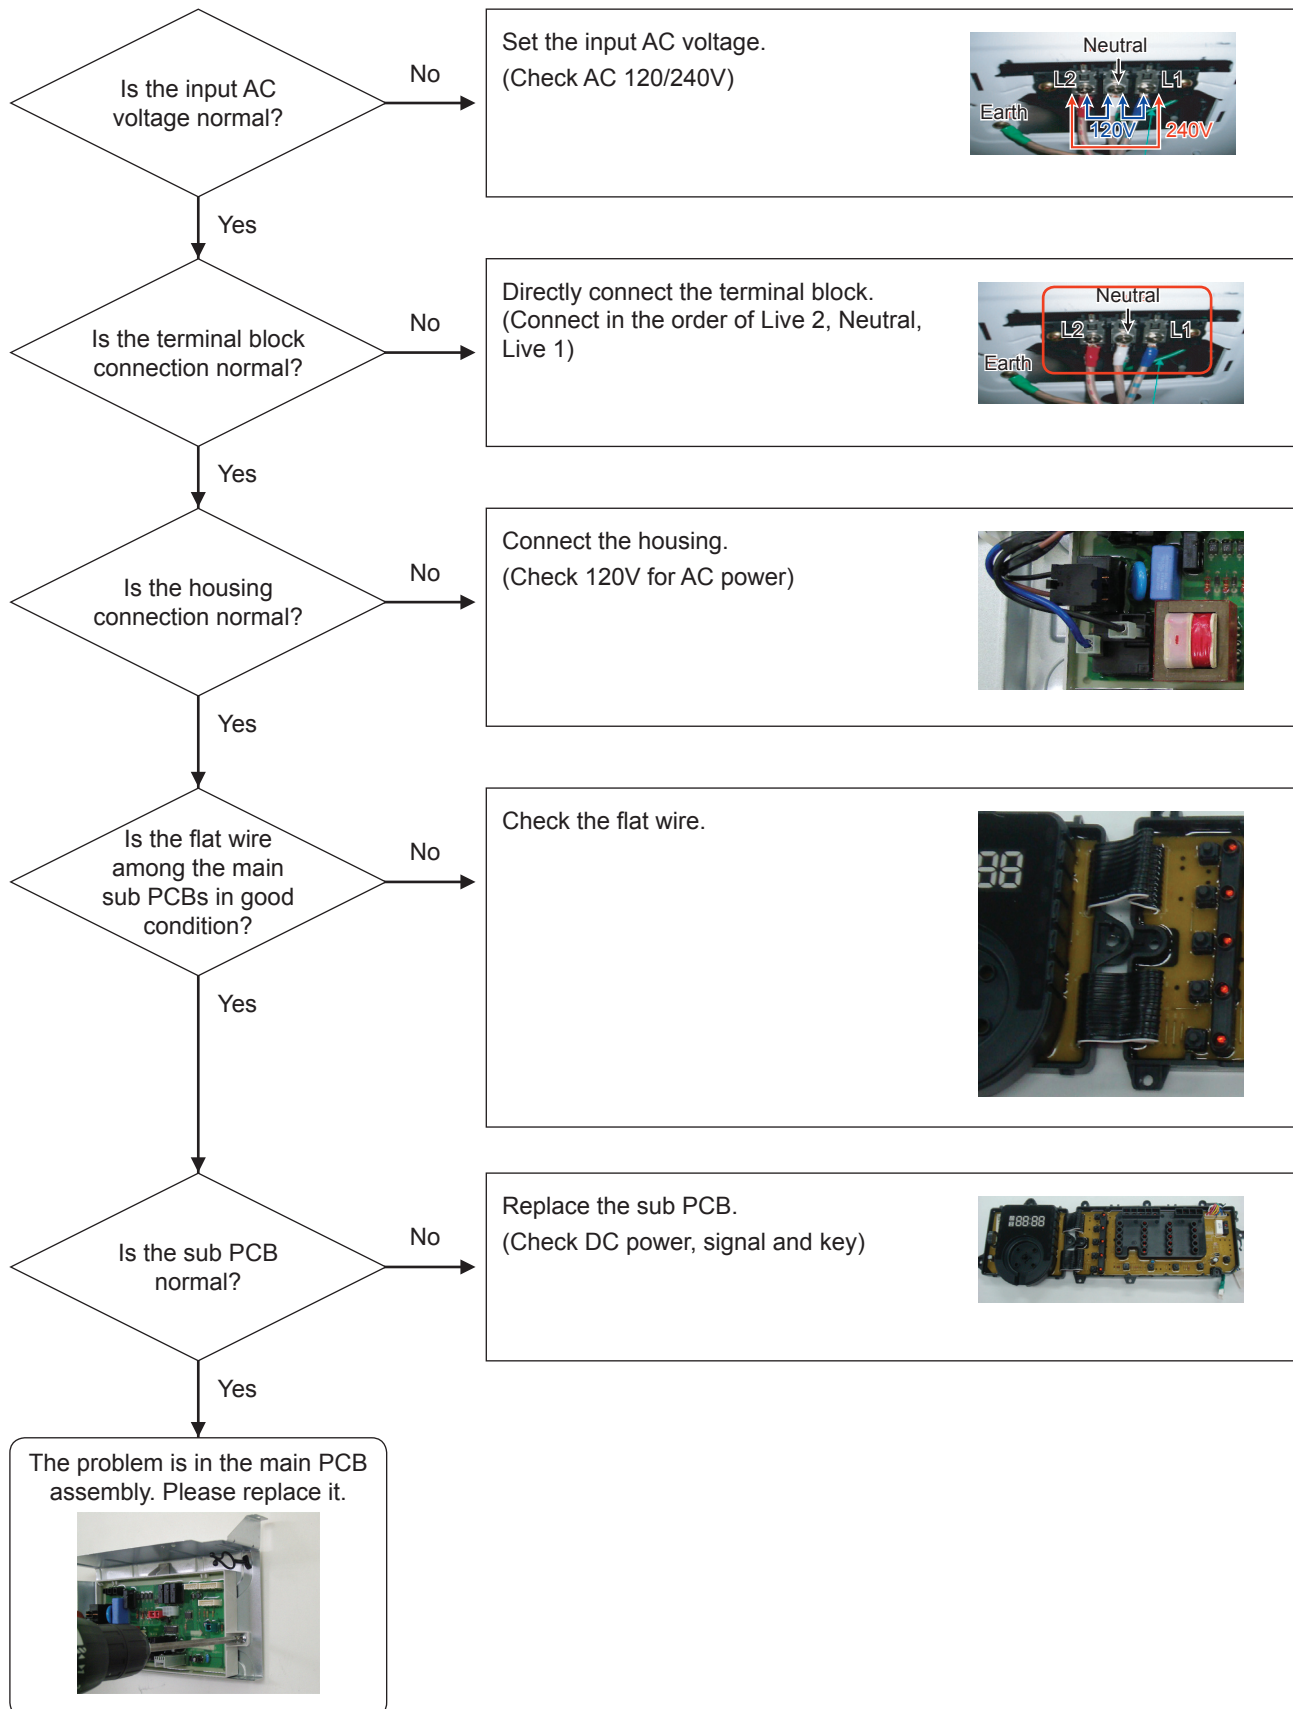 Is the input AC
voltage normal?
No
Yes
Set the input AC voltage.
(Check AC 120/240V)
Neutral
L2
L1
Earth
120V
240V
Is the terminal block
connection normal?
No
Yes
Directly connect the terminal block.
(Connect in the order of Live 2, Neutral,
Live 1)
Neutral
L2
L1
Earth
Is the housing
connection normal?
No
Yes
Connect the housing.
(Check 120V for AC power)
Is the flat wire
among the main
sub PCBs in good
condition?
No
Yes
Check the flat wire.
88
Is the sub PCB
normal?
No
Yes
Replace the sub PCB.
(Check DC power, signal and key)
88:88
The problem is in the main PCB
assembly. Please replace it.